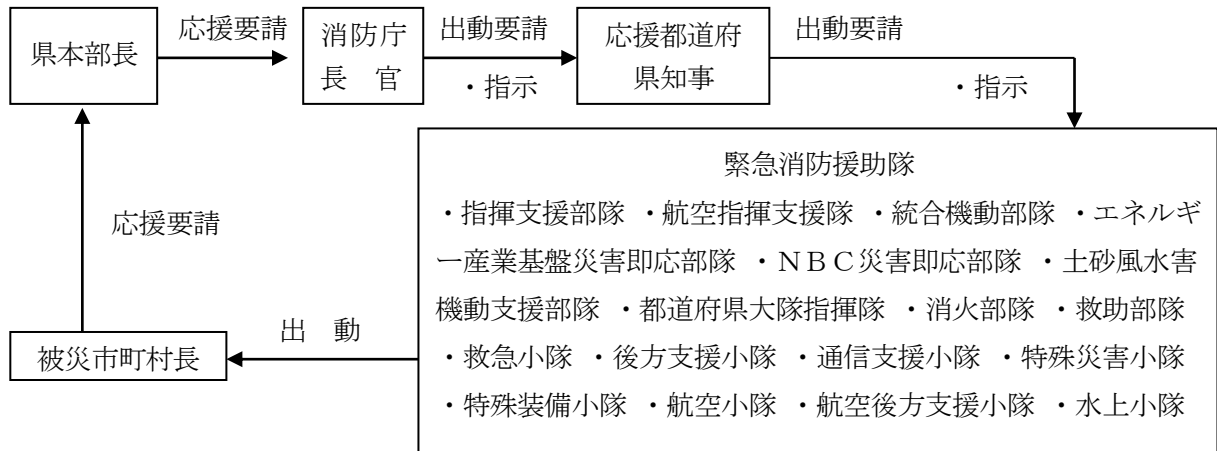 応援要請
出動要請
出動要請
県本部長
消防庁
長　官
応援都道府
県知事
・指示
・指示
緊急消防援助隊
・指揮支援部隊 ・航空指揮支援隊 ・統合機動部隊 ・エネルギ
ー産業基盤災害即応部隊 ・ＮＢＣ災害即応部隊 ・土砂風水害
機動支援部隊 ・都道府県大隊指揮隊 ・消火部隊 ・救助部隊
・救急小隊 ・後方支援小隊 ・通信支援小隊 ・特殊災害小隊
・特殊装備小隊 ・航空小隊 ・航空後方支援小隊 ・水上小隊
応援要請
出　動
被災市町村長